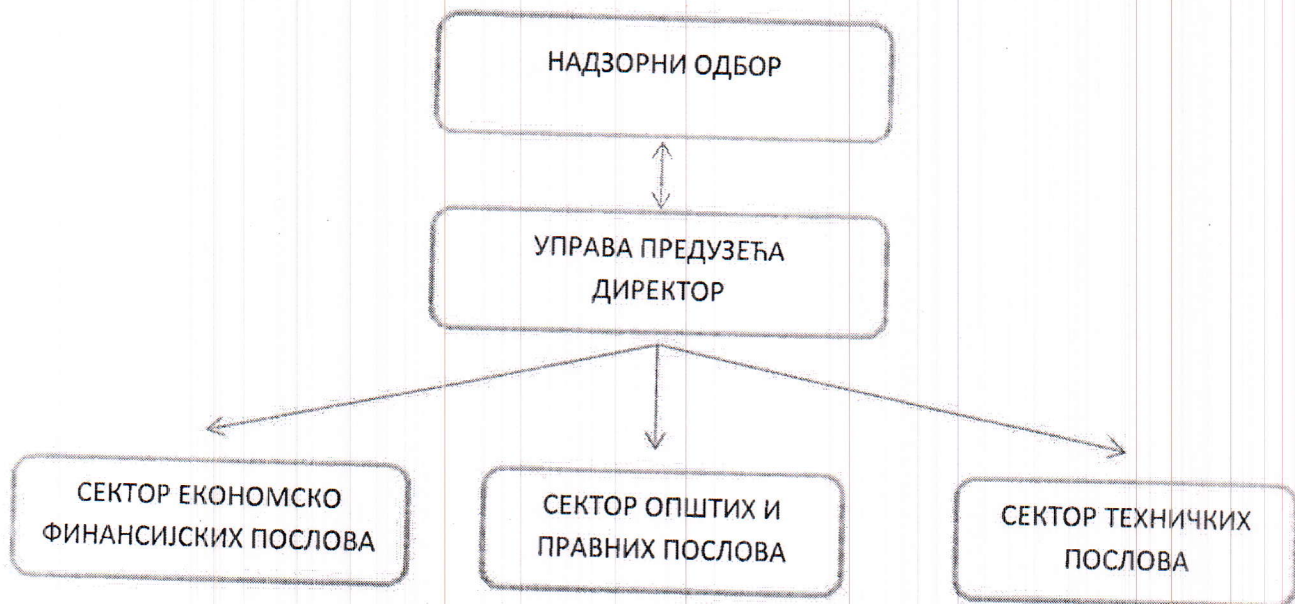 НАДЗОРНИ ОДБОР
УПРАВА ПРЕДУЗЕЋА
ДИРЕКТОР
СЕКТОР ЕКОНОМСКО
ФИНАНСИЈСКИХ ПОСЛОВА
СЕКТОР ОПШТИХ И
ПРАВНИХ ПОСЛОВА
СЕКТОР ТЕХНИЧКИХ
ПОСЛОВА